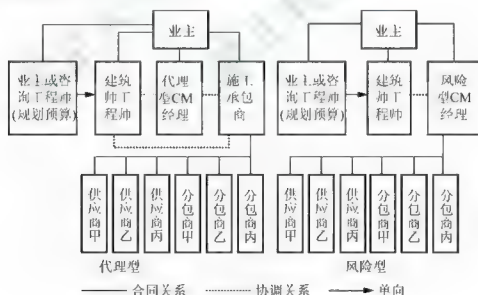 业主
业主或咨
询工程师
(规划预算)
建筑
师工
程师
代理
型CM
经理
施工
承包
商
供应商甲
供应商乙
供应商丙
分包商甲
分包商乙
分包商丙
代理型
业主
业主或咨
询工程师
(规划预算)
建筑
师工
程师
风险
型CM
经理
供应商甲
供应商乙
供应商丙
分包商甲
分包商乙
分包商丙
风险型
合同关系
协调关系
单向